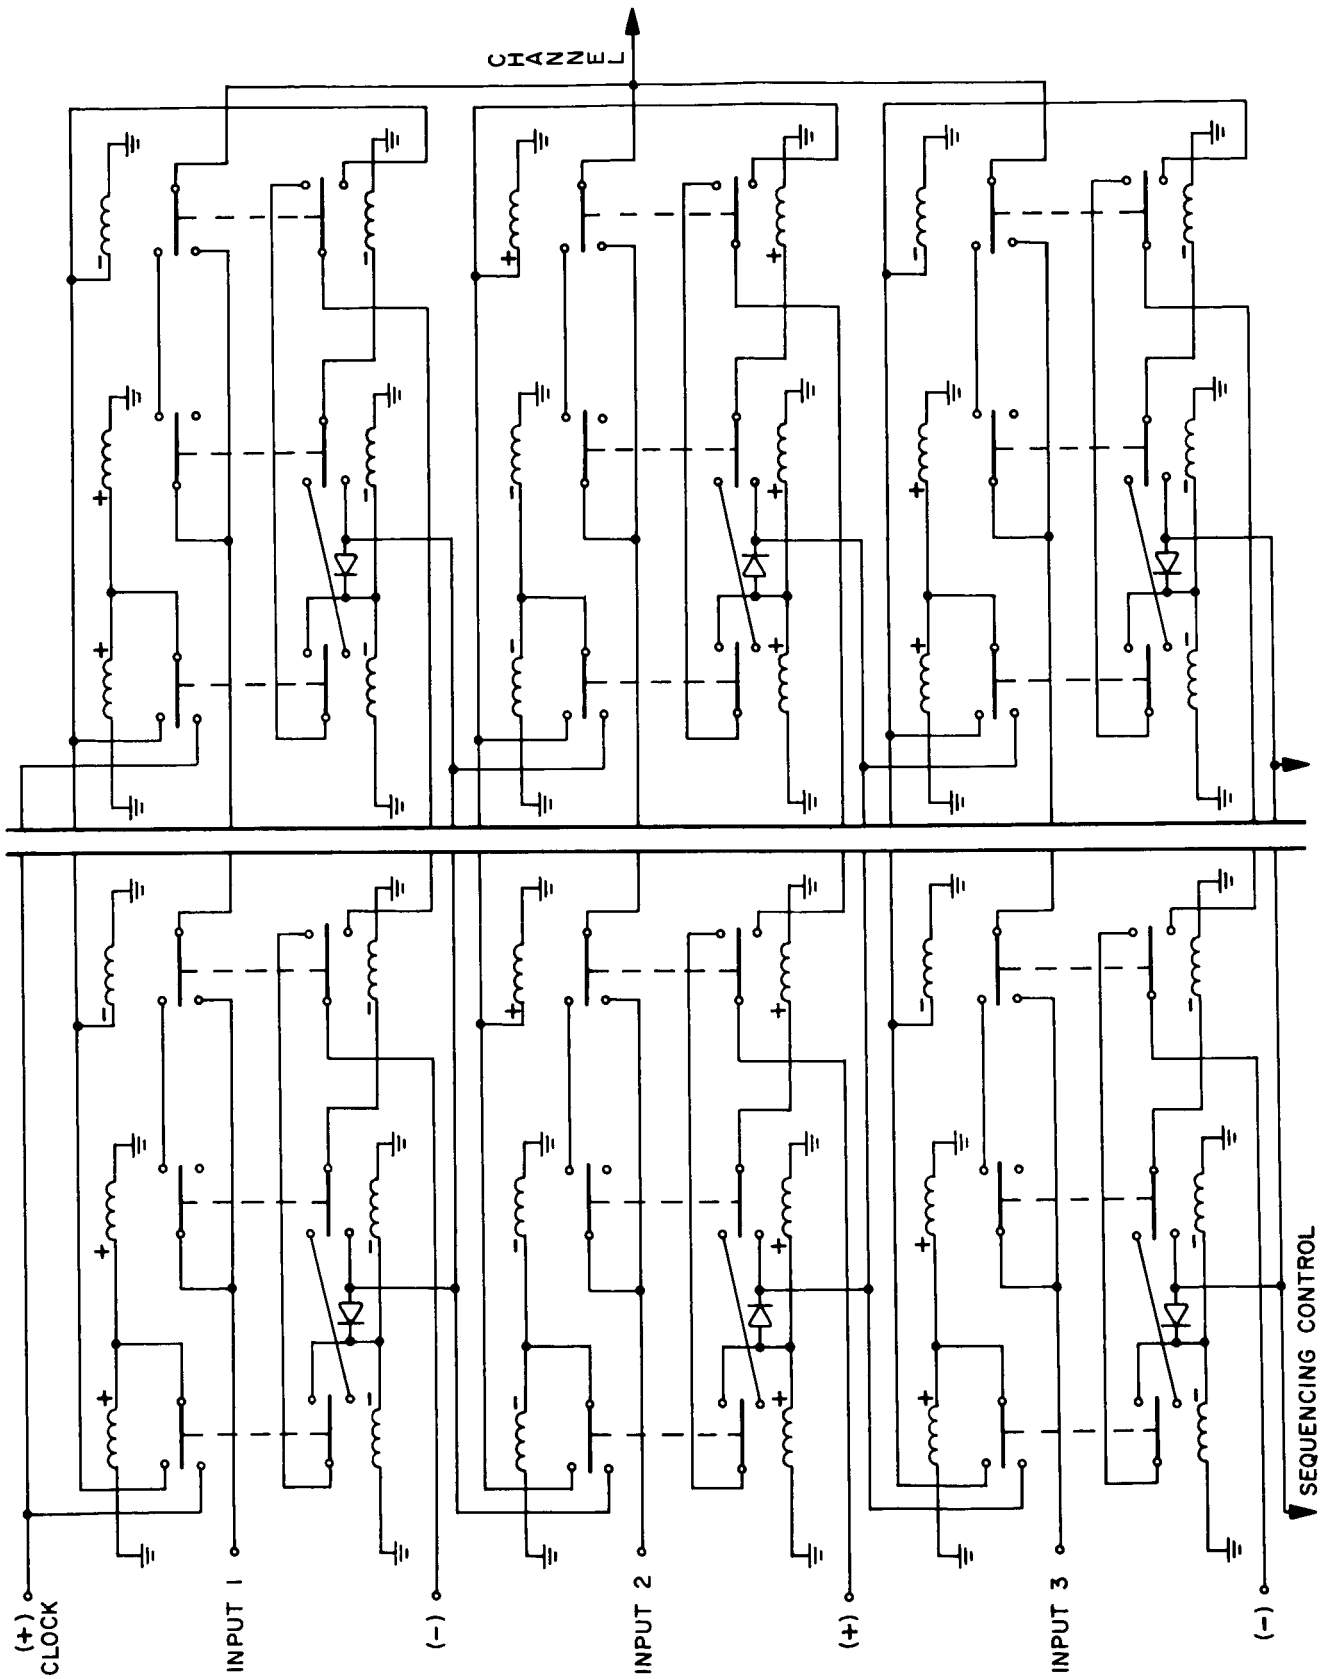 CHANNEL
(+)
CLOCK
INPUT 1
(-)
INPUT 2
(+)
INPUT 3
(-)
SEQUENCING CONTROL